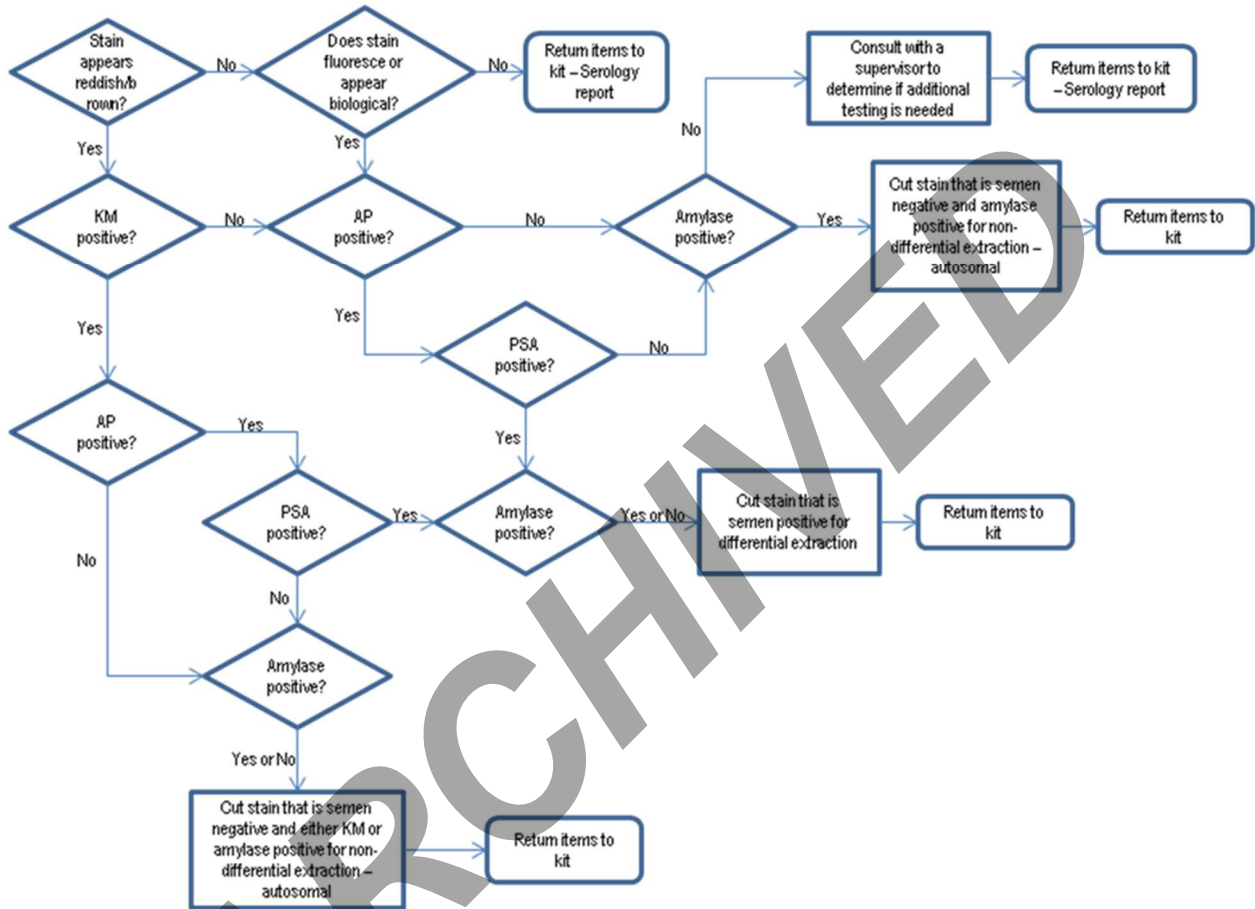 Stain
appears
reddish/b
rown?
No
Does stain
fluoresce or
appear
biological?
No
Return items to
kit – Serology
report
Consult with a
supervisor to
determine if additional
testing is needed
Return items to kit
– Serology report
Yes
Yes
No
KM
positive?
No
AP
positive?
No
Amylase
positive?
Yes
Cut stain that is semen
negative and amylase
positive for non-
differential extraction –
autosomal
Return items to
kit
Yes
Yes
PSA
positive?
No
AP
positive?
Yes
Yes
PSA
positive?
Yes
Amylase
positive?
Yes or No
Cut stain that is
semen positive for
differential extraction
Return items to
kit
No
No
Amylase
positive?
Yes or No
Cut stain that is semen
negative and either KM or
amylase positive for non-
differential extraction –
autosomal
Return items to
kit
ARCHIVED